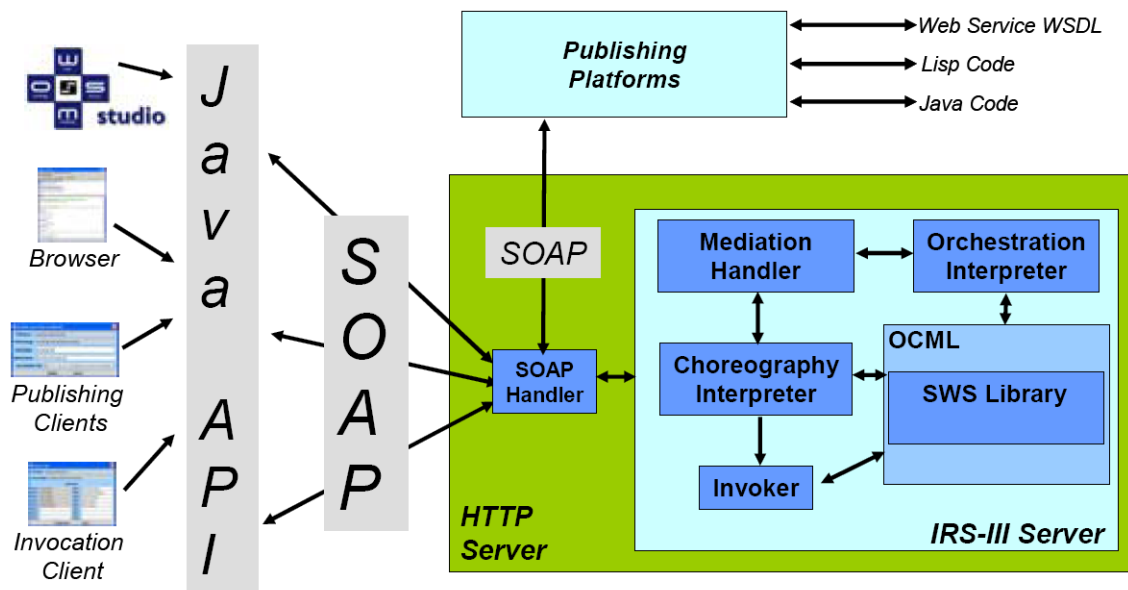 W
O S S
M
studio
Browser
Publishing
Clients
Invocation
Client
Java API
SOAP
Publishing
Platforms
Web Service WSDL
Lisp Code
Java Code
SOAP
SOAP
Handler
HTTP
Server
Mediation
Handler
Orchestration
Interpreter
Choreography
Interpreter
OCML
SWS Library
Invoker
IRS-III Server